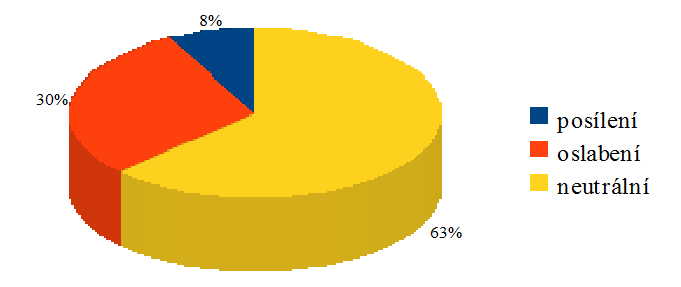 8%
30%
63%
posílení
oslabení
neutrální